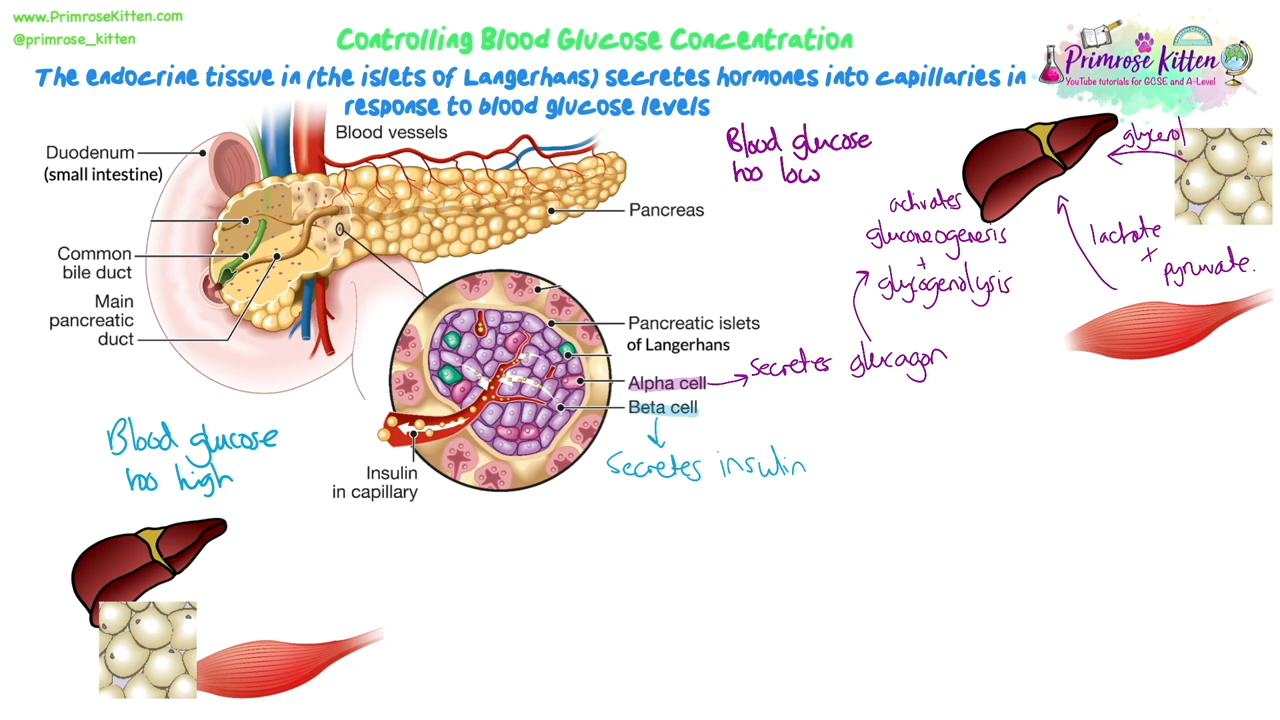 www.PrimroseKitten.com
@primrose_kitten
Controlling Blood Glucose Concentration
The endocrine tissue in (the islets of Langerhans) secretes hormones into capillaries in
response to blood glucose levels
Primrose Kitten
YouTube tutorials for GCSE and A-Level
Blood vessels
Duodenum
(small intestine)
Pancreas
Common
bile duct
Main
pancreatic
duct
Pancreatic islets
of Langerhans
Alpha cell
Beta cell
Insulin
in capillary
Blood glucose
too low
activates
gluconeogenesis
+
glycogenolysis
glycerol
lactate
+
pyruvate.
secretes glucagon
Secretes insulin
Blood glucose
too high